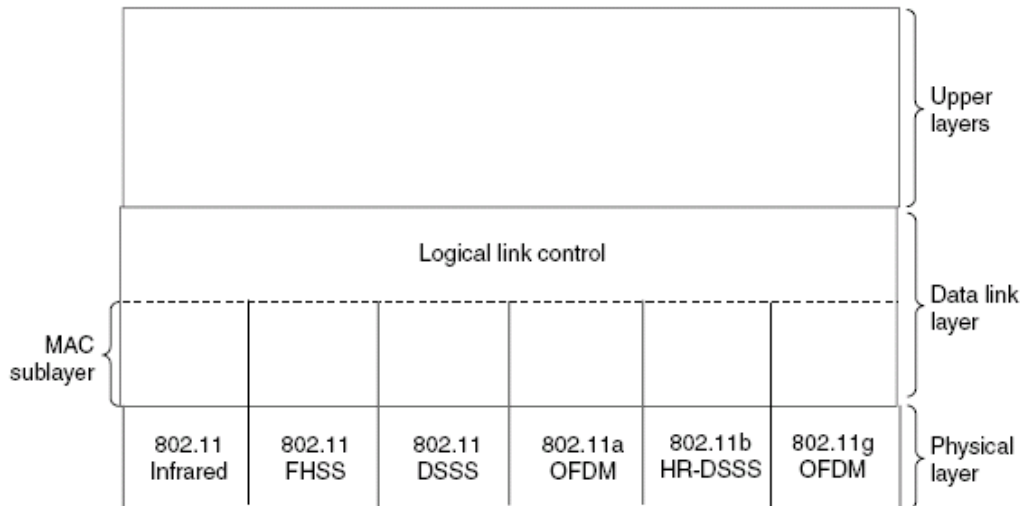 Upper
layers
Logical link control
Data link
layer
MAC
sublayer
802.11
Infrared
802.11
FHSS
802.11
DSSS
802.11a
OFDM
802.11b
HR-DSSS
802.11g
OFDM
Physical
layer